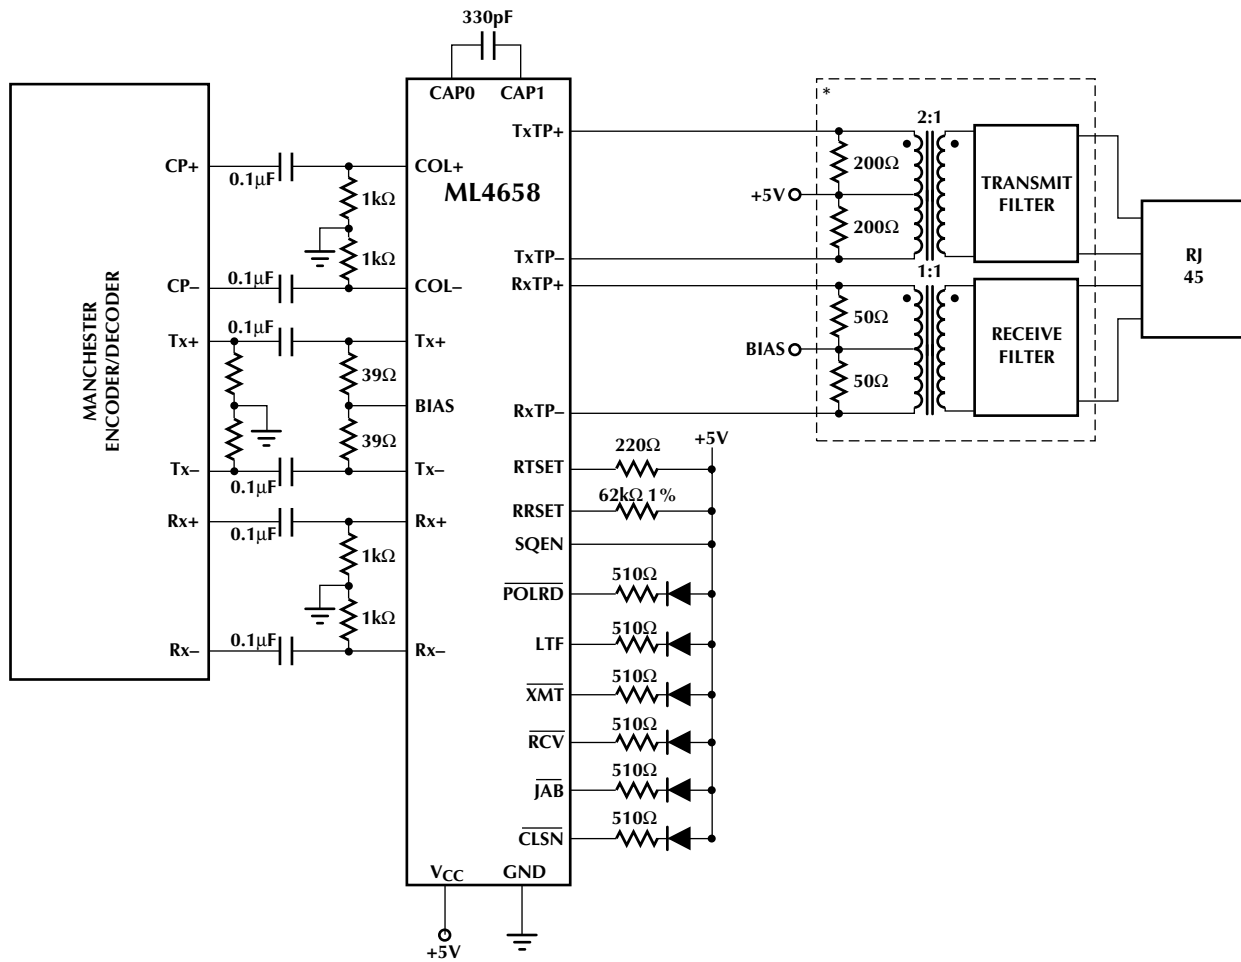 330pF
CAP0 CAP1
*
2:1
TxTP+
CP+
0.1µF
COL+
ML4658
1kΩ
1kΩ
200Ω
+5V
200Ω
TRANSMIT
FILTER
RJ
45
TxTP–
CP–
0.1µF
COL–
RxTP+
1:1
MANCHESTER
ENCODER/DECODER
Tx+
0.1µF
Tx+
39Ω
BIAS
39Ω
50Ω
BIAS
50Ω
RECEIVE
FILTER
RxTP–
+5V
Tx–
0.1µF
Tx–
RTSET
220Ω
62kΩ 1%
RRSET
Rx+
0.1µF
Rx+
SQEN
1kΩ
1kΩ
510Ω
POLRD
510Ω
LTF
Rx–
0.1µF
Rx–
510Ω
XMT
510Ω
RCV
510Ω
JAB
510Ω
CLSN
VCC GND
+5V